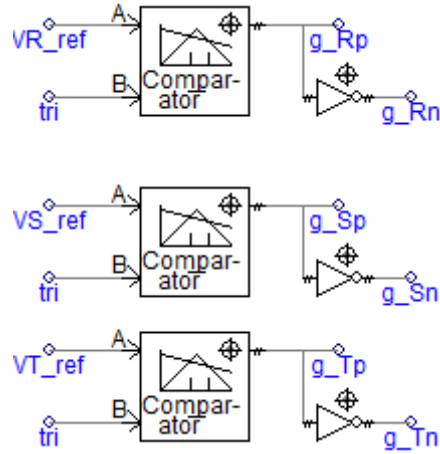 A
VR_ref
g_Rp
B
Compar-
ator
tri
g_Rn
A
VS_ref
g_Sp
B
Compar-
ator
tri
g_Sn
A
VT_ref
g_Tp
B
Compar-
ator
tri
g_Tn